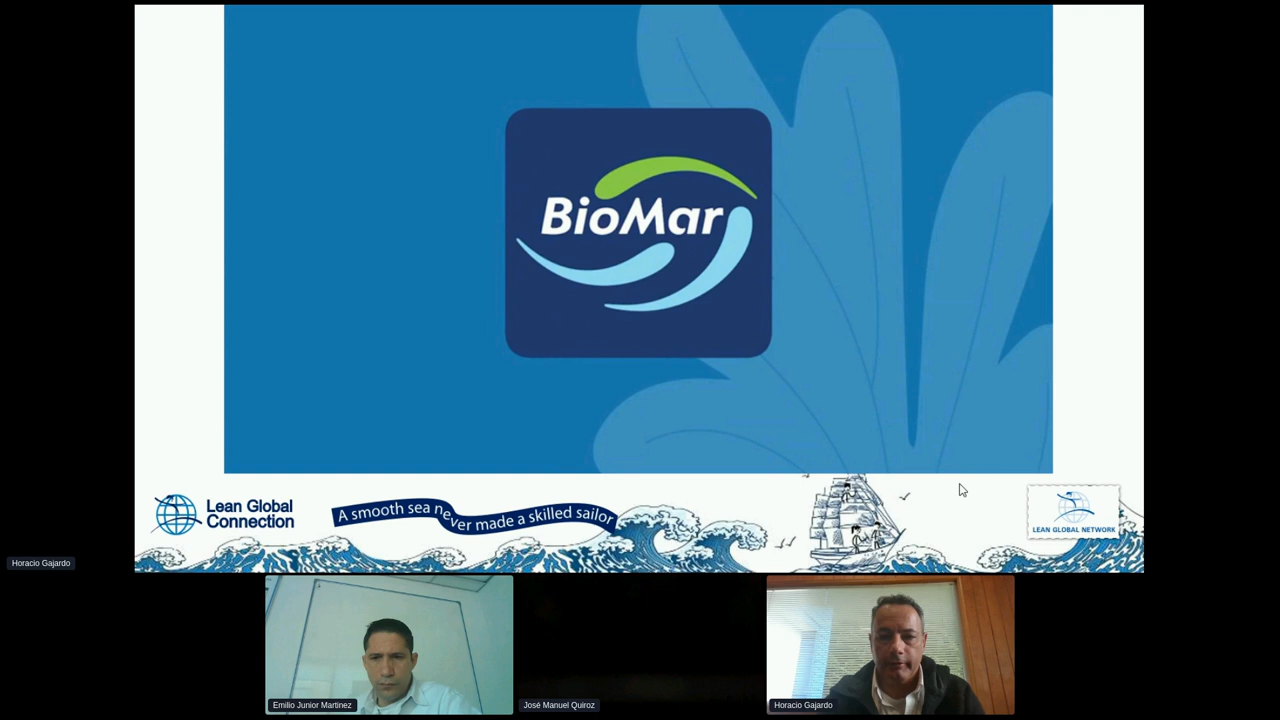 BioMar
Lean Global
Connection
A smooth sea never made a skilled sailor
LEAN GLOBAL NETWORK
Horacio Gajardo
Emilio Junior Martinez
José Manuel Quiroz
Horacio Gajardo